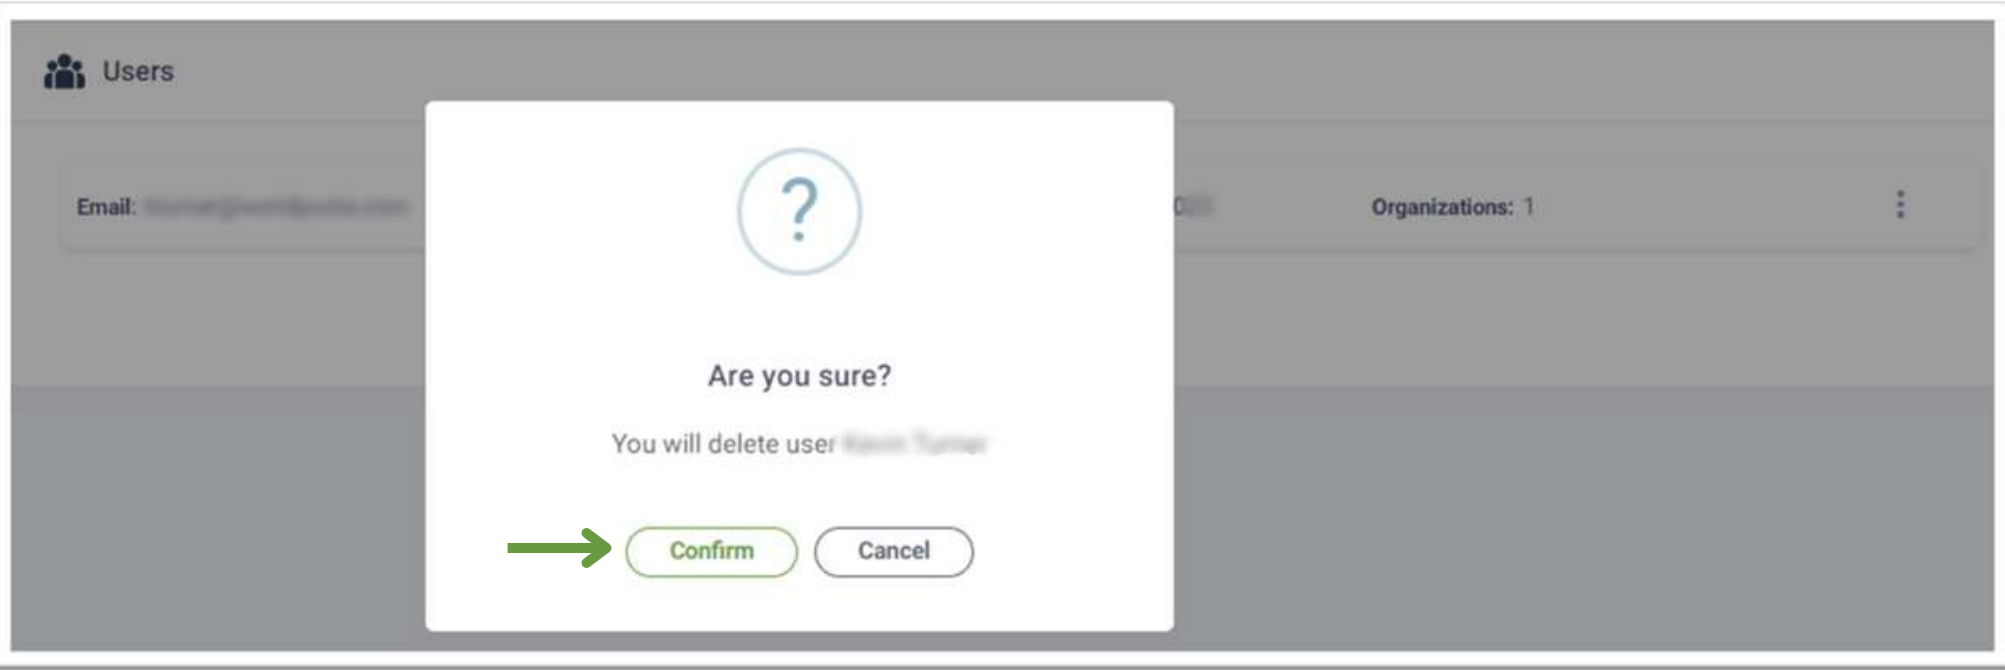 Users
Email:
Organizations: 1
?
Are you sure?
You will delete user
Confirm
Cancel